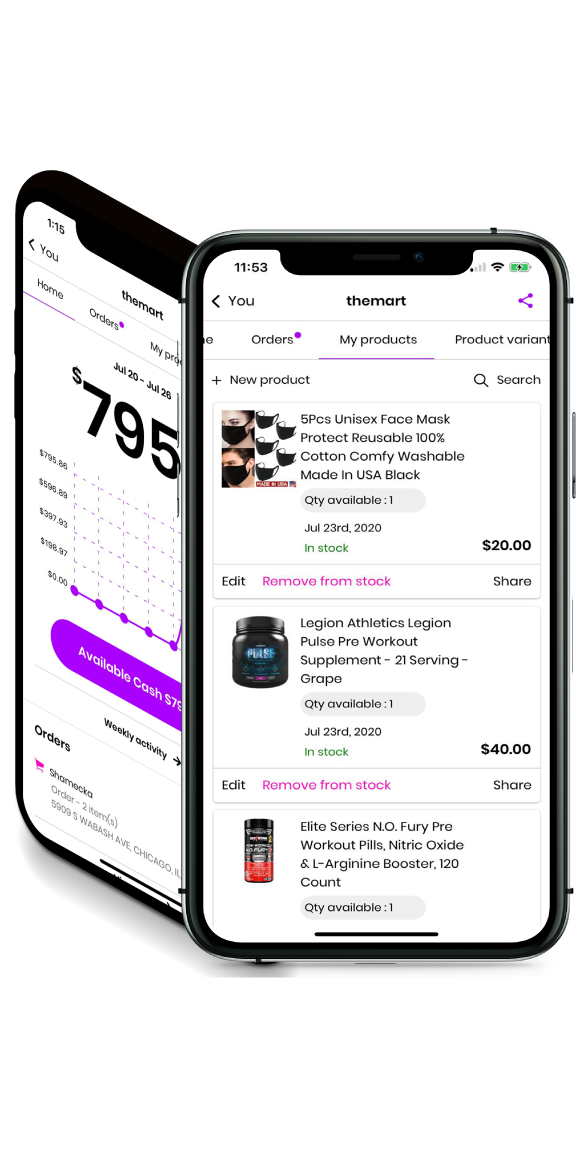 1:15
You
themart
Home
Orders
My pro
Jul 20 - Jul 26
$795
$795.86
$596.89
$397.93
$198.97
$0.00
Available Cash $79
Weekly activity
Orders
Shamecka
Order - 2 item(s)
5909 S WABASH AVE, CHICAGO, IL
11:53
You
themart
e
Orders
My products
Product variant
+ New product
Search
MADE IN USA
5Pcs Unisex Face Mask
Protect Reusable 100%
Cotton Comfy Washable
Made In USA Black
Qty available : 1
Jul 23rd, 2020
In stock
$20.00
Edit
Remove from stock
Share
PULSE
Legion Athletics Legion
Pulse Pre Workout
Supplement - 21 Serving -
Grape
Qty available : 1
Jul 23rd, 2020
In stock
$40.00
Edit
Remove from stock
Share
Elite Series N.O. Fury Pre
Workout Pills, Nitric Oxide
& L-Arginine Booster, 120
Count
Qty available : 1